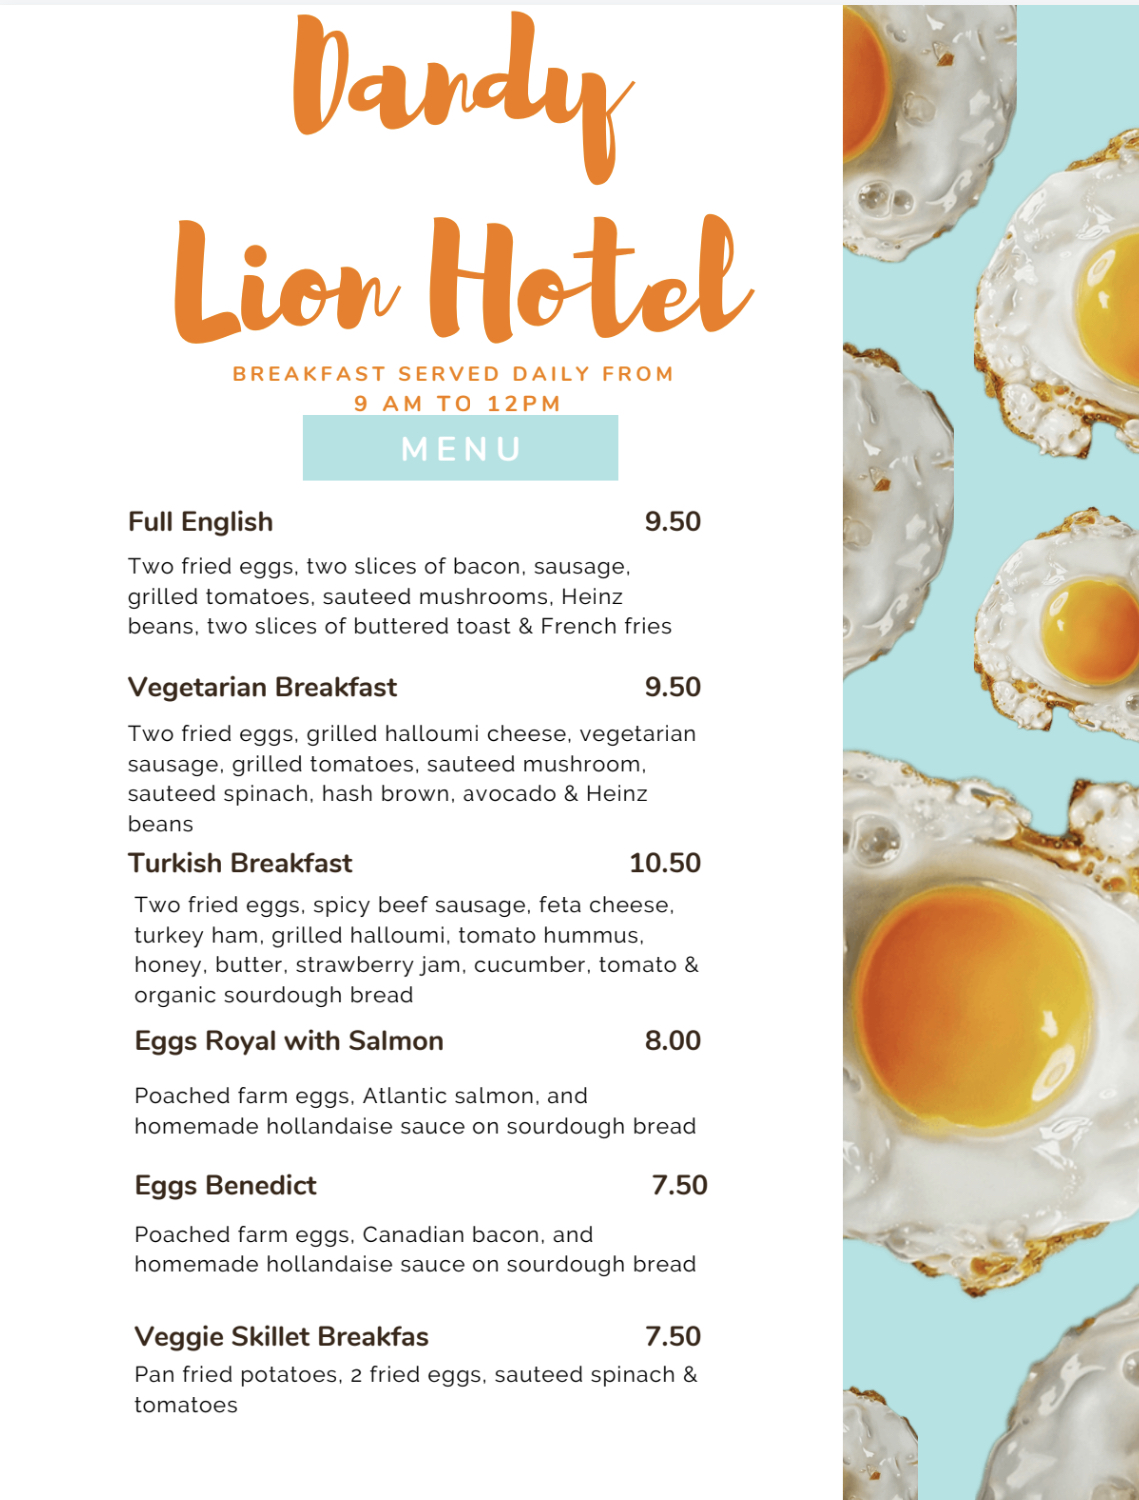 Dandy
Lion Hotel
BREAKFAST SERVED DAILY FROM
9 AM TO 12PM
MENU
Full English 9.50
Two fried eggs, two slices of bacon, sausage,
grilled tomatoes, sauteed mushrooms, Heinz
beans, two slices of buttered toast & French fries
Vegetarian Breakfast 9.50
Two fried eggs, grilled halloumi cheese, vegetarian
sausage, grilled tomatoes, sauteed mushroom,
sauteed spinach, hash brown, avocado & Heinz
beans
Turkish Breakfast 10.50
Two fried eggs, spicy beef sausage, feta cheese,
turkey ham, grilled halloumi, tomato hummus,
honey, butter, strawberry jam, cucumber, tomato &
organic sourdough bread
Eggs Royal with Salmon 8.00
Poached farm eggs, Atlantic salmon, and
homemade hollandaise sauce on sourdough bread
Eggs Benedict 7.50
Poached farm eggs, Canadian bacon, and
homemade hollandaise sauce on sourdough bread
Veggie Skillet Breakfas 7.50
Pan fried potatoes, 2 fried eggs, sauteed spinach &
tomatoes